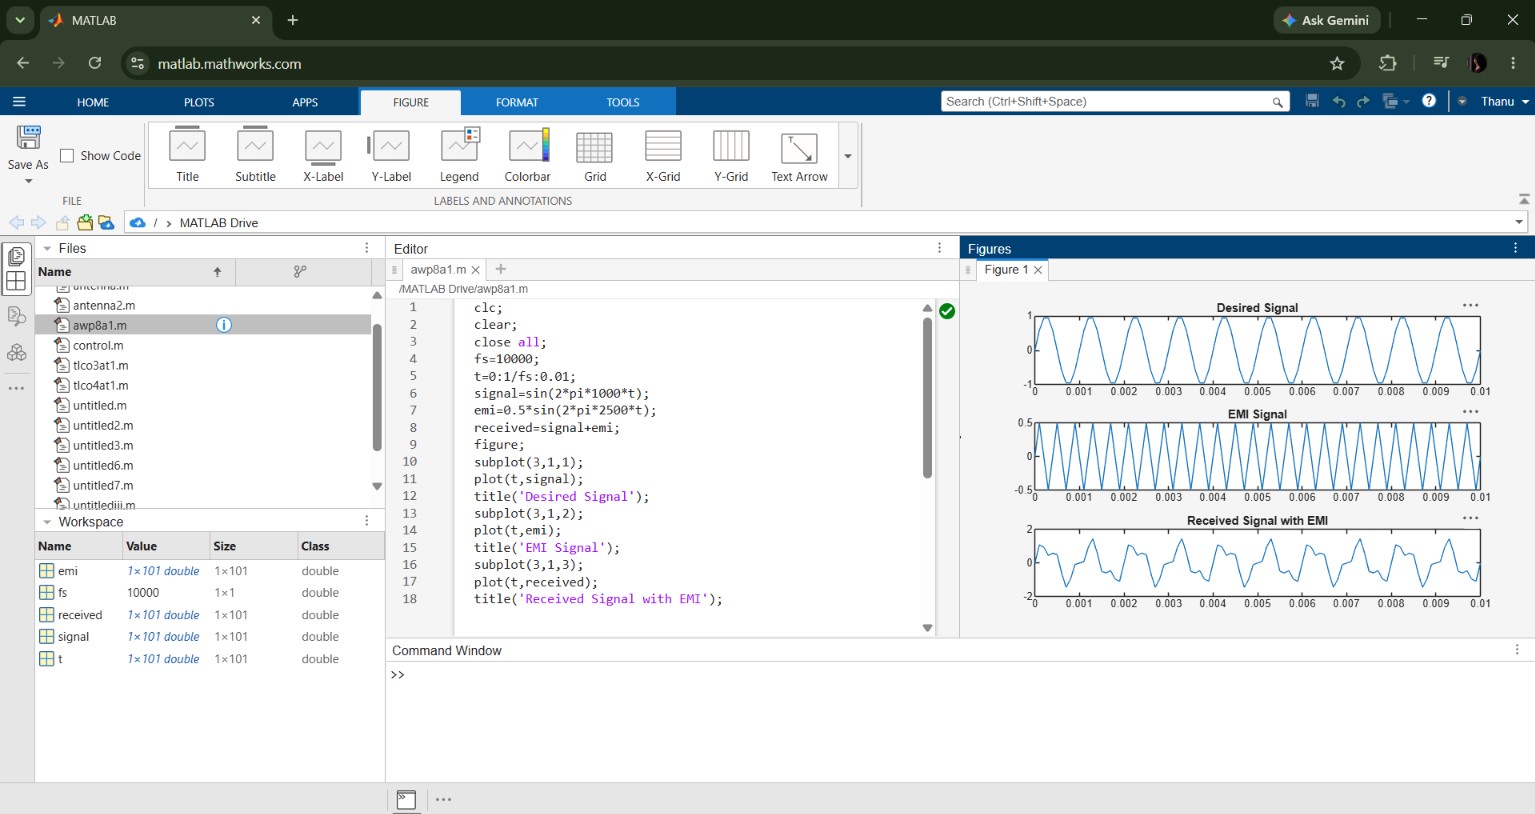 MATLAB
Ask Gemini
matlab.mathworks.com
HOME PLOTS APPS FIGURE FORMAT TOOLS
Search (Ctrl+Shift+Space)
Thanu
Save As
Show Code
Title Subtitle X-Label Y-Label Legend Colorbar Grid X-Grid Y-Grid Text Arrow
FILE LABELS AND ANNOTATIONS
/ > MATLAB Drive
Files
Name
antenna.m
antenna2.m
awp8a1.m
control.m
tlco3at1.m
tlco4at1.m
untitled.m
untitled2.m
untitled3.m
untitled6.m
untitled7.m
untitlediii.m
Workspace
Name Value Size Class
emi 1×101 double 1×101 double
fs 10000 1×1 double
received 1×101 double 1×101 double
signal 1×101 double 1×101 double
t 1×101 double 1×101 double
Editor
awp8a1.m
/MATLAB Drive/awp8a1.m
1 clc;
2 clear;
3 close all;
4 fs=10000;
5 t=0:1/fs:0.01;
6 signal=sin(2*pi*1000*t);
7 emi=0.5*sin(2*pi*2500*t);
8 received=signal+emi;
9 figure;
10 subplot(3,1,1);
11 plot(t,signal);
12 title('Desired Signal');
13 subplot(3,1,2);
14 plot(t,emi);
15 title('EMI Signal');
16 subplot(3,1,3);
17 plot(t,received);
18 title('Received Signal with EMI');
Figures
Figure 1
Desired Signal
1
0
-1
0 0.001 0.002 0.003 0.004 0.005 0.006 0.007 0.008 0.009 0.01
EMI Signal
0.5
0
-0.5
0 0.001 0.002 0.003 0.004 0.005 0.006 0.007 0.008 0.009 0.01
Received Signal with EMI
2
0
-2
0 0.001 0.002 0.003 0.004 0.005 0.006 0.007 0.008 0.009 0.01
Command Window
>>